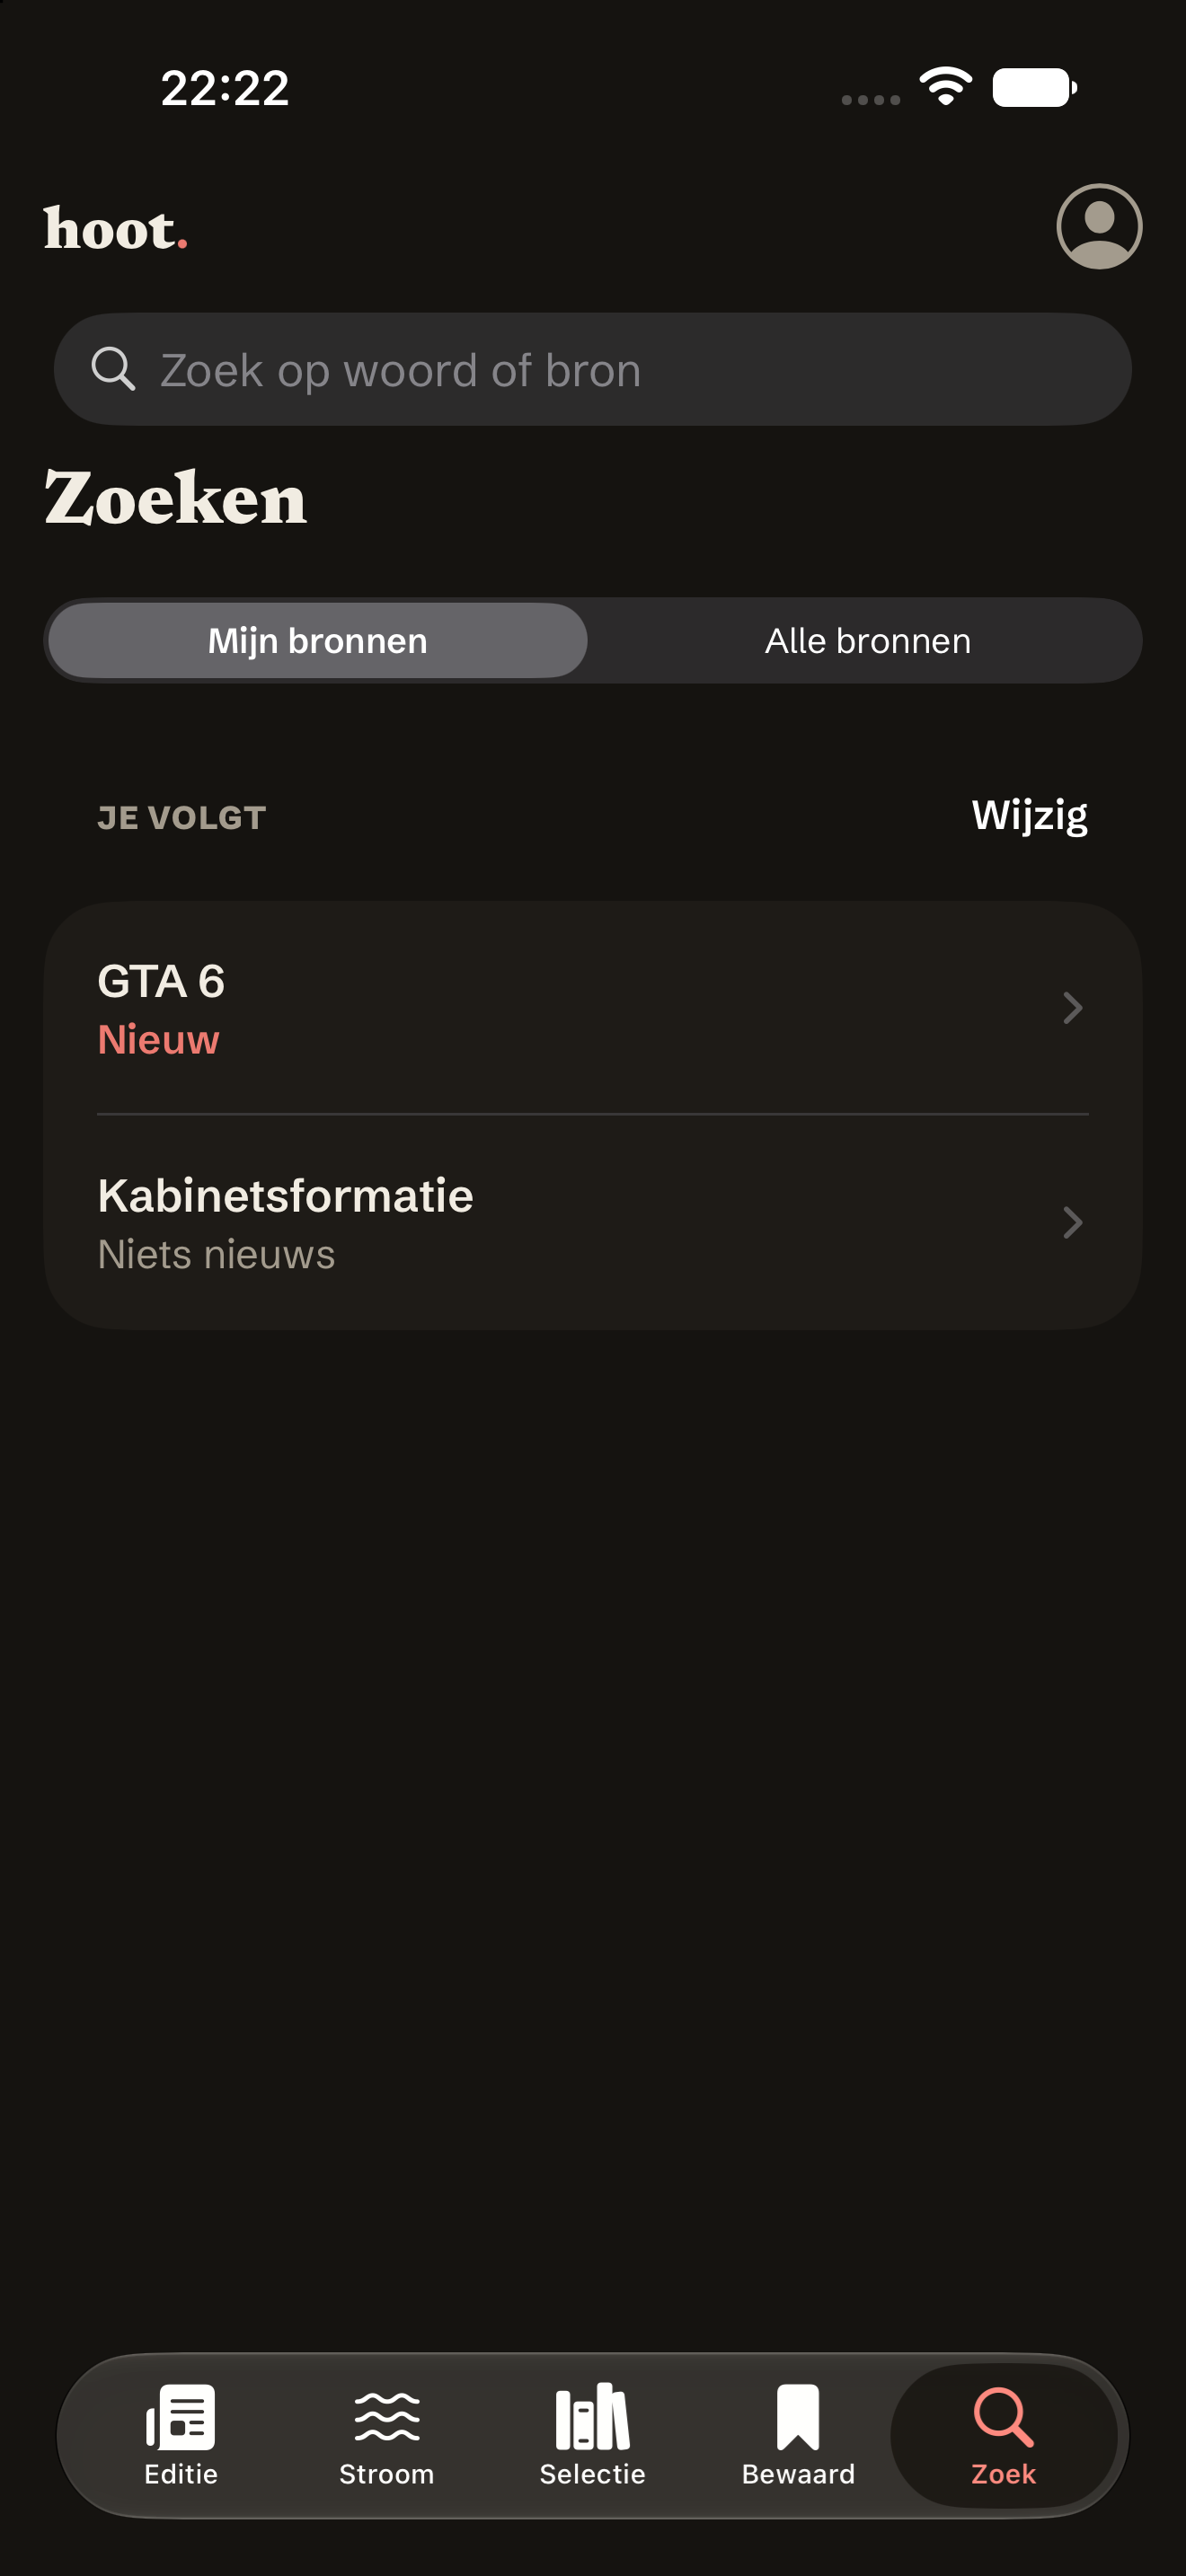 22:22
hoot.
Zoek op woord of bron
Zoeken
Mijn bronnen
Alle bronnen
JE VOLGT
Wijzig
GTA 6
Nieuw
Kabinetsformatie
Niets nieuws
Editie
Stroom
Selectie
Bewaard
Zoek